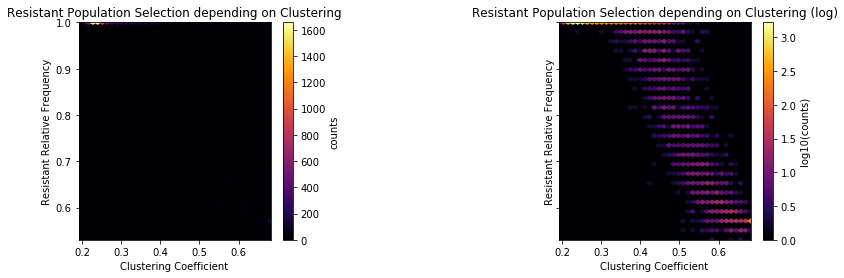 Resistant Population Selection depending on Clustering
1.0
0.9
0.8
0.7
0.6
Resistant Relative Frequency
0.2 0.3 0.4 0.5 0.6
Clustering Coefficient
1600
1400
1200
1000
800
600
400
200
0
counts
Resistant Population Selection depending on Clustering (log)
Resistant Relative Frequency
0.2 0.3 0.4 0.5 0.6
Clustering Coefficient
3.0
2.5
2.0
1.5
1.0
0.5
0.0
log10(counts)